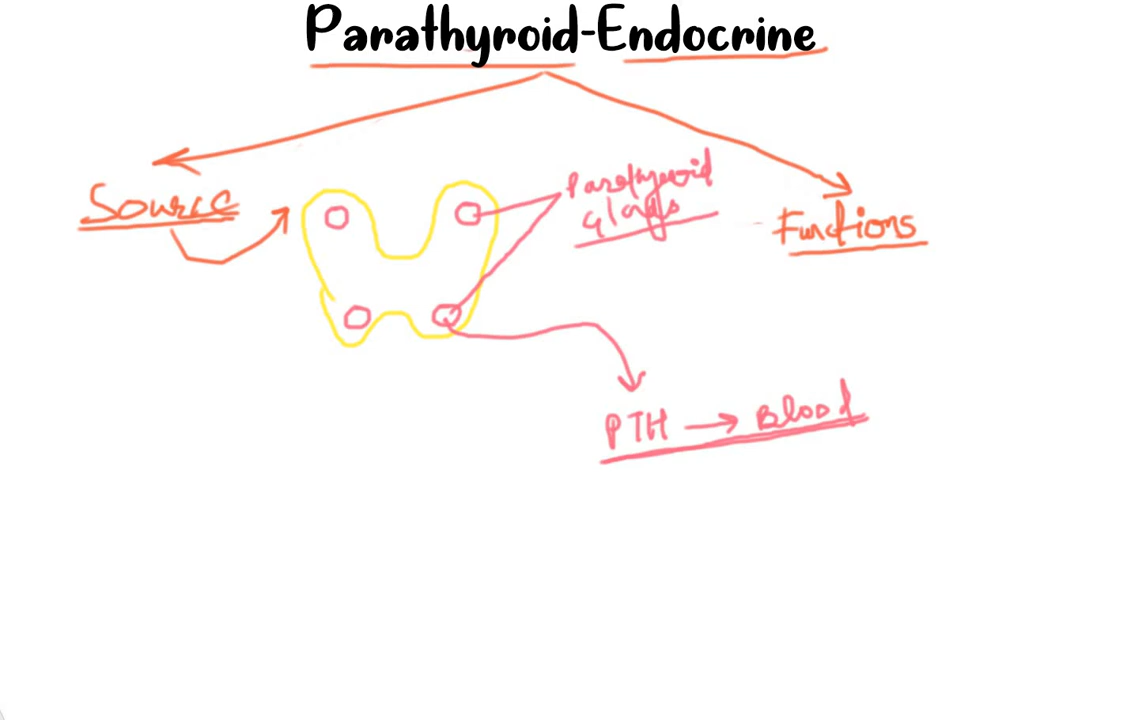 Parathyroid-Endocrine
Source
Parathyroid
Glands
Functions
PTH → Blood